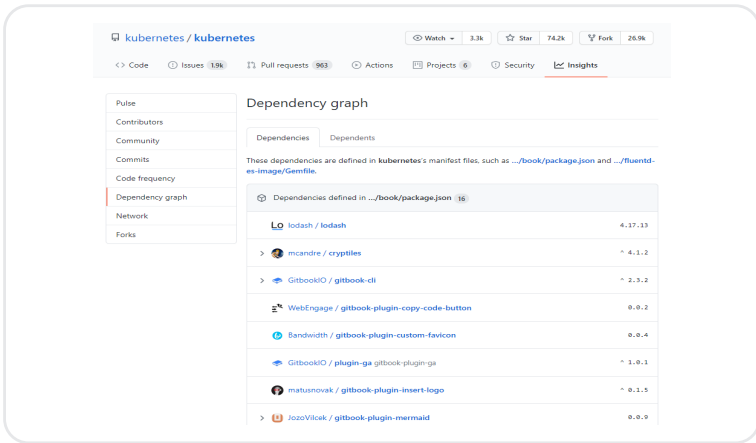 kubernetes / kubernetes
Watch 3.3k Star 74.2k Fork 26.9k
Code Issues 1.9k Pull requests 963 Actions Projects 6 Security Insights
Pulse
Contributors
Community
Commits
Code frequency
Dependency graph
Network
Forks
Dependency graph
Dependencies Dependents
These dependencies are defined in kubernetes's manifest files, such as .../book/package.json and .../fluentd-
es-image/Gemfile.
Dependencies defined in .../book/package.json 16
Lo lodash / lodash 4.17.13
mcandre / cryptiles ^ 4.1.2
GitbookIO / gitbook-cli ^ 2.3.2
WebEngage / gitbook-plugin-copy-code-button 0.0.2
Bandwidth / gitbook-plugin-custom-favicon 0.0.4
GitbookIO / plugin-ga gitbook-plugin-ga ^ 1.0.1
matusnovak / gitbook-plugin-insert-logo ^ 0.1.5
JozoVilcek / gitbook-plugin-mermaid 0.0.9